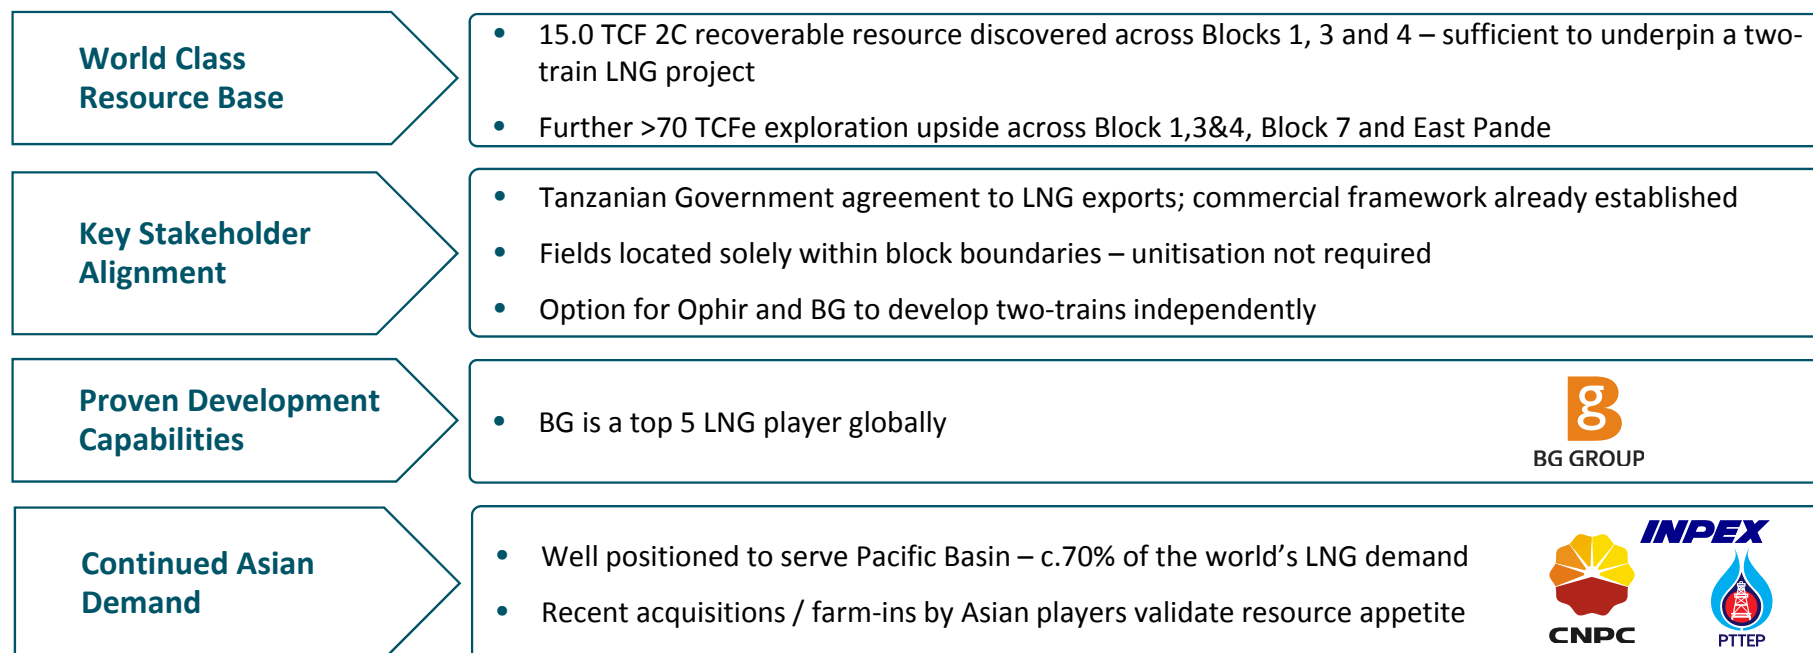 World Class
Resource Base
• 15.0 TCF 2C recoverable resource discovered across Blocks 1, 3 and 4 – sufficient to underpin a two-
train LNG project
• Further >70 TCFe exploration upside across Block 1,3&4, Block 7 and East Pande
Key Stakeholder
Alignment
• Tanzanian Government agreement to LNG exports; commercial framework already established
• Fields located solely within block boundaries – unitisation not required
• Option for Ophir and BG to develop two-trains independently
Proven Development
Capabilities
• BG is a top 5 LNG player globally
Bg
BG GROUP
Continued Asian
Demand
• Well positioned to serve Pacific Basin – c.70% of the world’s LNG demand
• Recent acquisitions / farm-ins by Asian players validate resource appetite
INPEX
CNPC
PTTEP